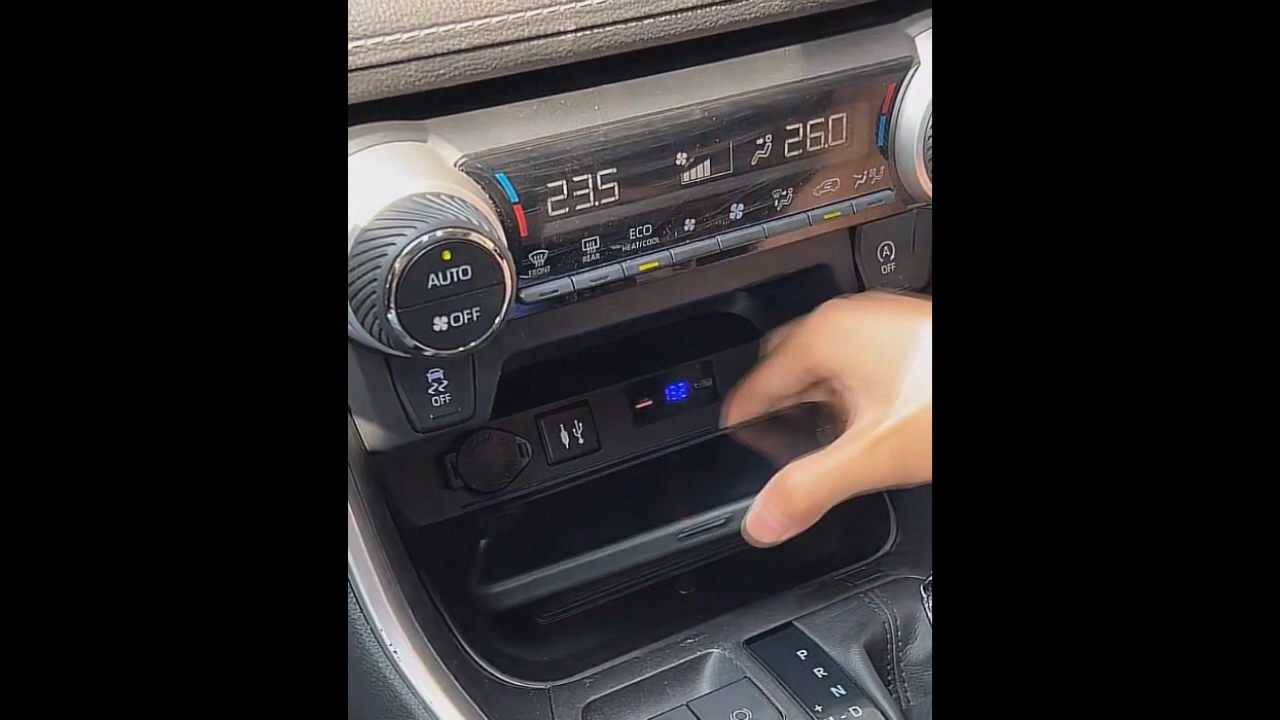 23.5
26.0
FRONT
REAR
ECO
HEAT/COOL
AUTO
OFF
A
OFF
OFF
P
R
N
+
-D